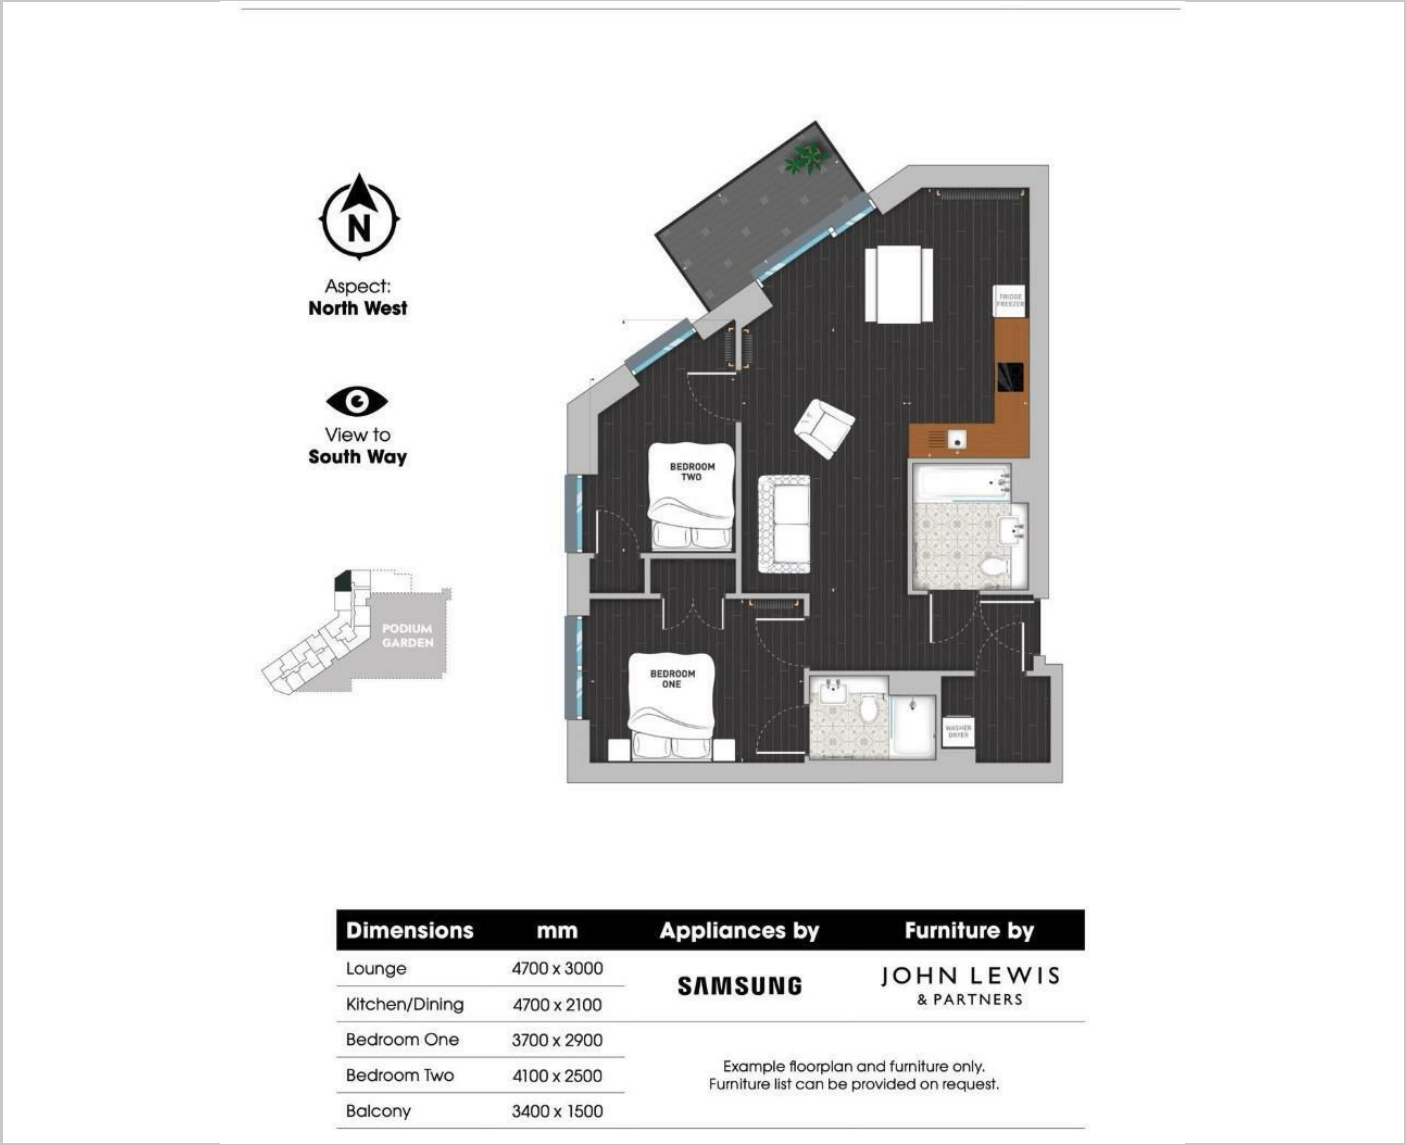 N
Aspect:
North West
View to
South Way
PODIUM
GARDEN
FRIDGE
FREEZER
BEDROOM
TWO
BEDROOM
ONE
WASHER
DRYER
Dimensions mm Appliances by Furniture by
Lounge 4700 x 3000
Kitchen/Dining 4700 x 2100
Bedroom One 3700 x 2900
Bedroom Two 4100 x 2500
Balcony 3400 x 1500
SAMSUNG
JOHN LEWIS
& PARTNERS
Example floorplan and furniture only.
Furniture list can be provided on request.